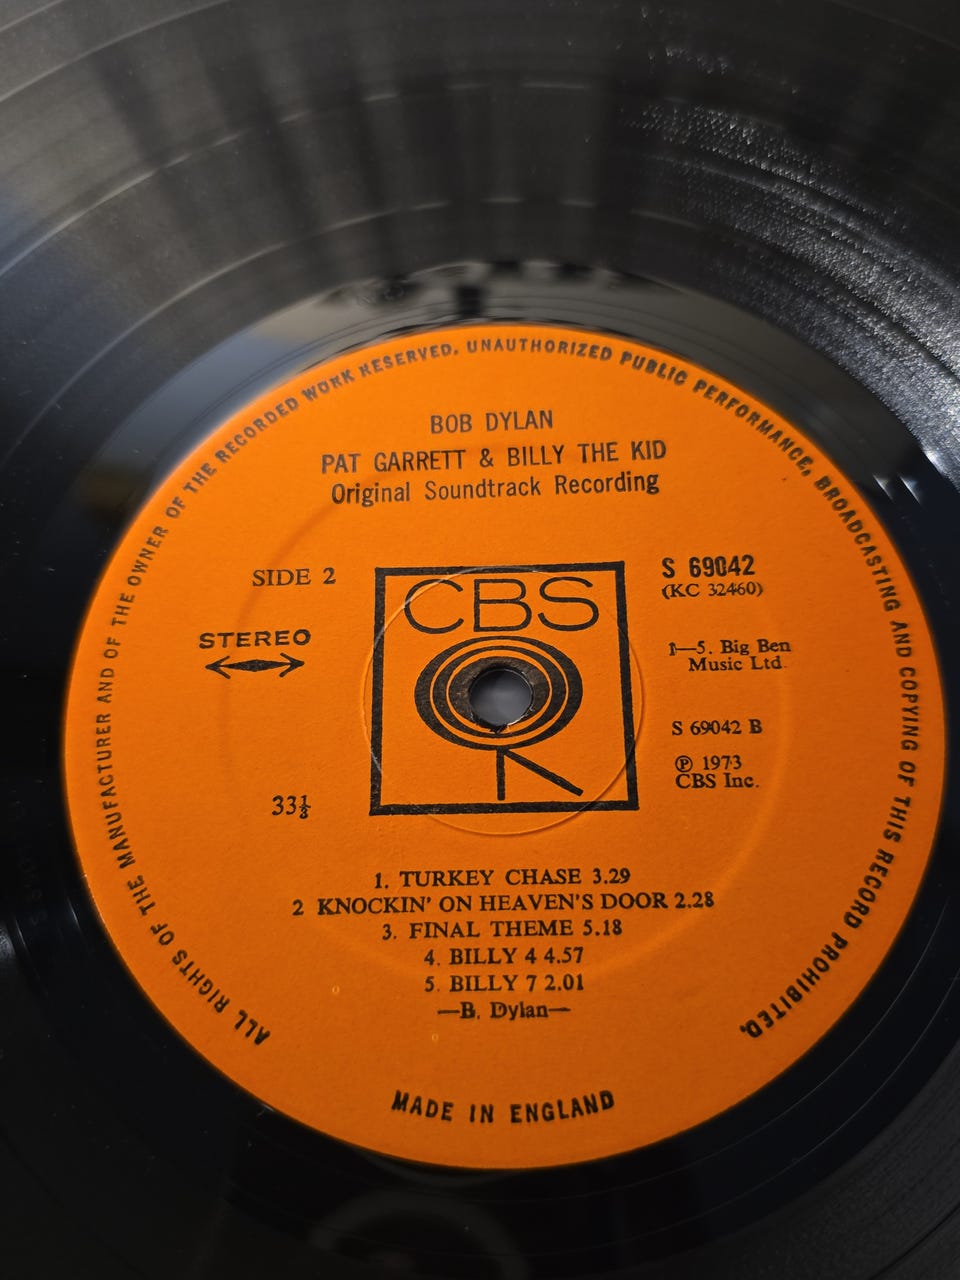 ALL RIGHTS OF THE MANUFACTURER AND OF THE OWNER OF THE RECORDED WORK RESERVED. UNAUTHORIZED PUBLIC PERFORMANCE, BROADCASTING AND COPYING OF THIS RECORD PROHIBITED.
BOB DYLAN
PAT GARRETT & BILLY THE KID
Original Soundtrack Recording
SIDE 2
STEREO
33⅓
CBS
S 69042
(KC 32460)
1—5. Big Ben
Music Ltd.
S 69042 B
℗ 1973
CBS Inc.
1. TURKEY CHASE 3.29
2 KNOCKIN' ON HEAVEN'S DOOR 2.28
3. FINAL THEME 5.18
4. BILLY 4 4.57
5. BILLY 7 2.01
—B. Dylan—
MADE IN ENGLAND